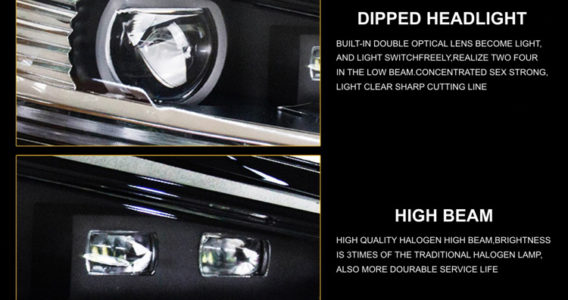 DIPPED HEADLIGHT
BUILT-IN DOUBLE OPTICAL LENS BECOME LIGHT,
AND LIGHT SWITCHFREELY,REALIZE TWO FOUR
IN THE LOW BEAM.CONCENTRATED SEX STRONG,
LIGHT CLEAR SHARP CUTTING LINE
HIGH BEAM
HIGH QUALITY HALOGEN HIGH BEAM,BRIGHTNESS
IS 3TIMES OF THE TRADITIONAL HALOGEN LAMP,
ALSO MORE DOURABLE SERVICE LIFE